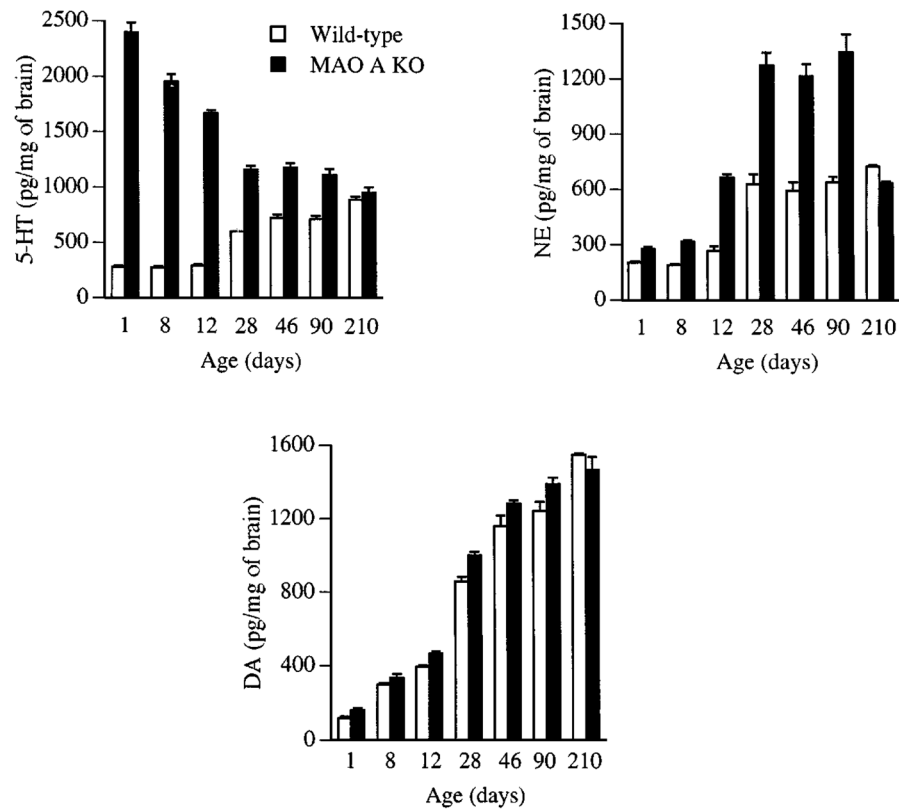 5-HT (pg/mg of brain)
2500
2000
1500
1000
500
0
Wild-type
MAO A KO
1 8 12 28 46 90 210
Age (days)
NE (pg/mg of brain)
1500
1200
900
600
300
0
1 8 12 28 46 90 210
Age (days)
DA (pg/mg of brain)
1600
1200
800
400
0
1 8 12 28 46 90 210
Age (days)